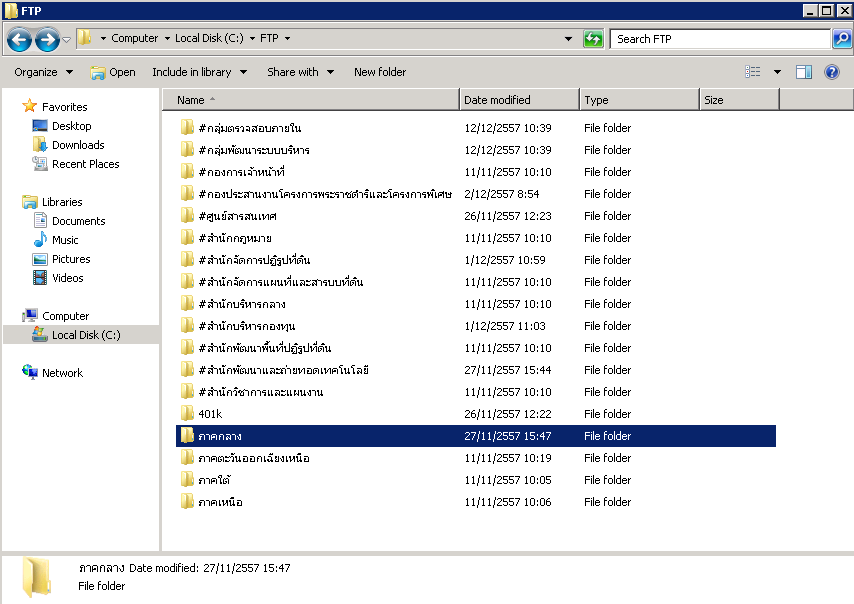 FTP
Computer Local Disk (C:) FTP
Search FTP
Organize Open Include in library Share with New folder
Name Date modified Type Size
Favorites
Desktop
Downloads
Recent Places
Libraries
Documents
Music
Pictures
Videos
Computer
Local Disk (C:)
Network
#กลุ่มตรวจสอบภายใน 12/12/2557 10:39 File folder
#กลุ่มพัฒนาระบบบริหาร 12/12/2557 10:39 File folder
#กองการเจ้าหน้าที่ 11/11/2557 10:10 File folder
#กองประสานงานโครงการพระราชดำริและโครงการพิเศษ 2/12/2557 8:54 File folder
#ศูนย์สารสนเทศ 26/11/2557 12:23 File folder
#สำนักกฎหมาย 11/11/2557 10:10 File folder
#สำนักจัดการปฏิรูปที่ดิน 1/12/2557 10:59 File folder
#สำนักจัดการแผนที่และสารบบที่ดิน 11/11/2557 10:10 File folder
#สำนักบริหารกลาง 11/11/2557 10:10 File folder
#สำนักบริหารกองทุน 1/12/2557 11:03 File folder
#สำนักพัฒนาพื้นที่ปฏิรูปที่ดิน 11/11/2557 10:10 File folder
#สำนักพัฒนาและถ่ายทอดเทคโนโลยี 27/11/2557 15:44 File folder
#สำนักวิชาการและแผนงาน 11/11/2557 10:10 File folder
401k 26/11/2557 12:22 File folder
ภาคกลาง 27/11/2557 15:47 File folder
ภาคตะวันออกเฉียงเหนือ 11/11/2557 10:19 File folder
ภาคใต้ 11/11/2557 10:05 File folder
ภาคเหนือ 11/11/2557 10:06 File folder
ภาคกลาง Date modified: 27/11/2557 15:47
File folder